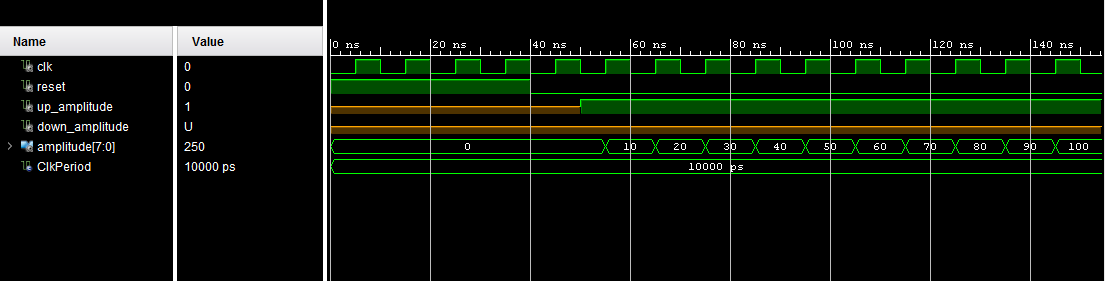 Name Value
0 ns 20 ns 40 ns 60 ns 80 ns 100 ns 120 ns 140 ns
clk 0
reset 0
up_amplitude 1
down_amplitude U
amplitude[7:0] 250 0 10 20 30 40 50 60 70 80 90 100
ClkPeriod 10000 ps 10000 ps